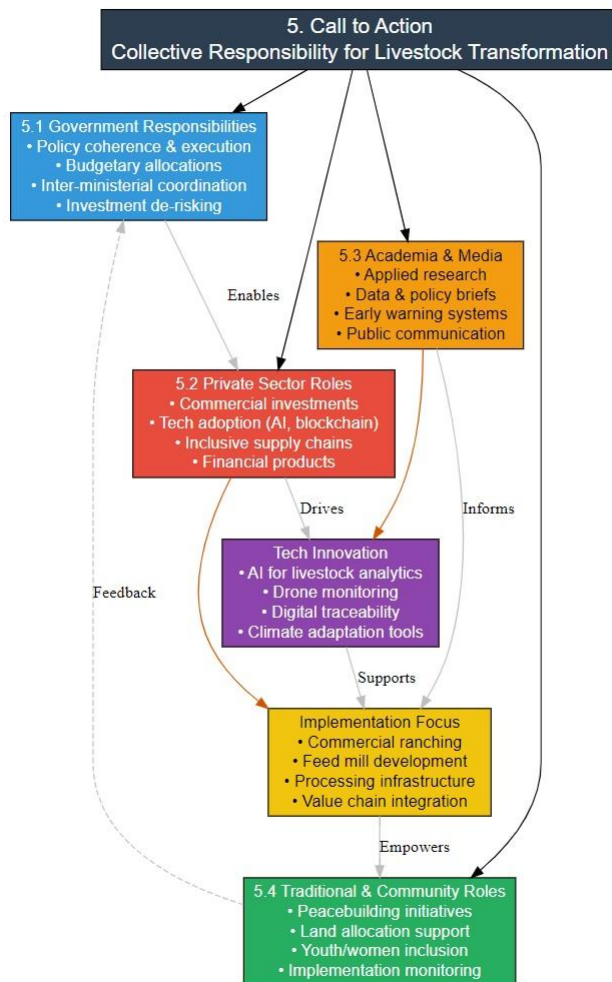 5. Call to Action
Collective Responsibility for Livestock Transformation
5.1 Government Responsibilities
• Policy coherence & execution
• Budgetary allocations
• Inter-ministerial coordination
• Investment de-risking
5.3 Academia & Media
• Applied research
• Data & policy briefs
• Early warning systems
• Public communication
Enables
5.2 Private Sector Roles
• Commercial investments
• Tech adoption (AI, blockchain)
• Inclusive supply chains
• Financial products
Drives
Informs
Tech Innovation
• AI for livestock analytics
• Drone monitoring
• Digital traceability
• Climate adaptation tools
Feedback
Supports
Implementation Focus
• Commercial ranching
• Feed mill development
• Processing infrastructure
• Value chain integration
Empowers
5.4 Traditional & Community Roles
• Peacebuilding initiatives
• Land allocation support
• Youth/women inclusion
• Implementation monitoring